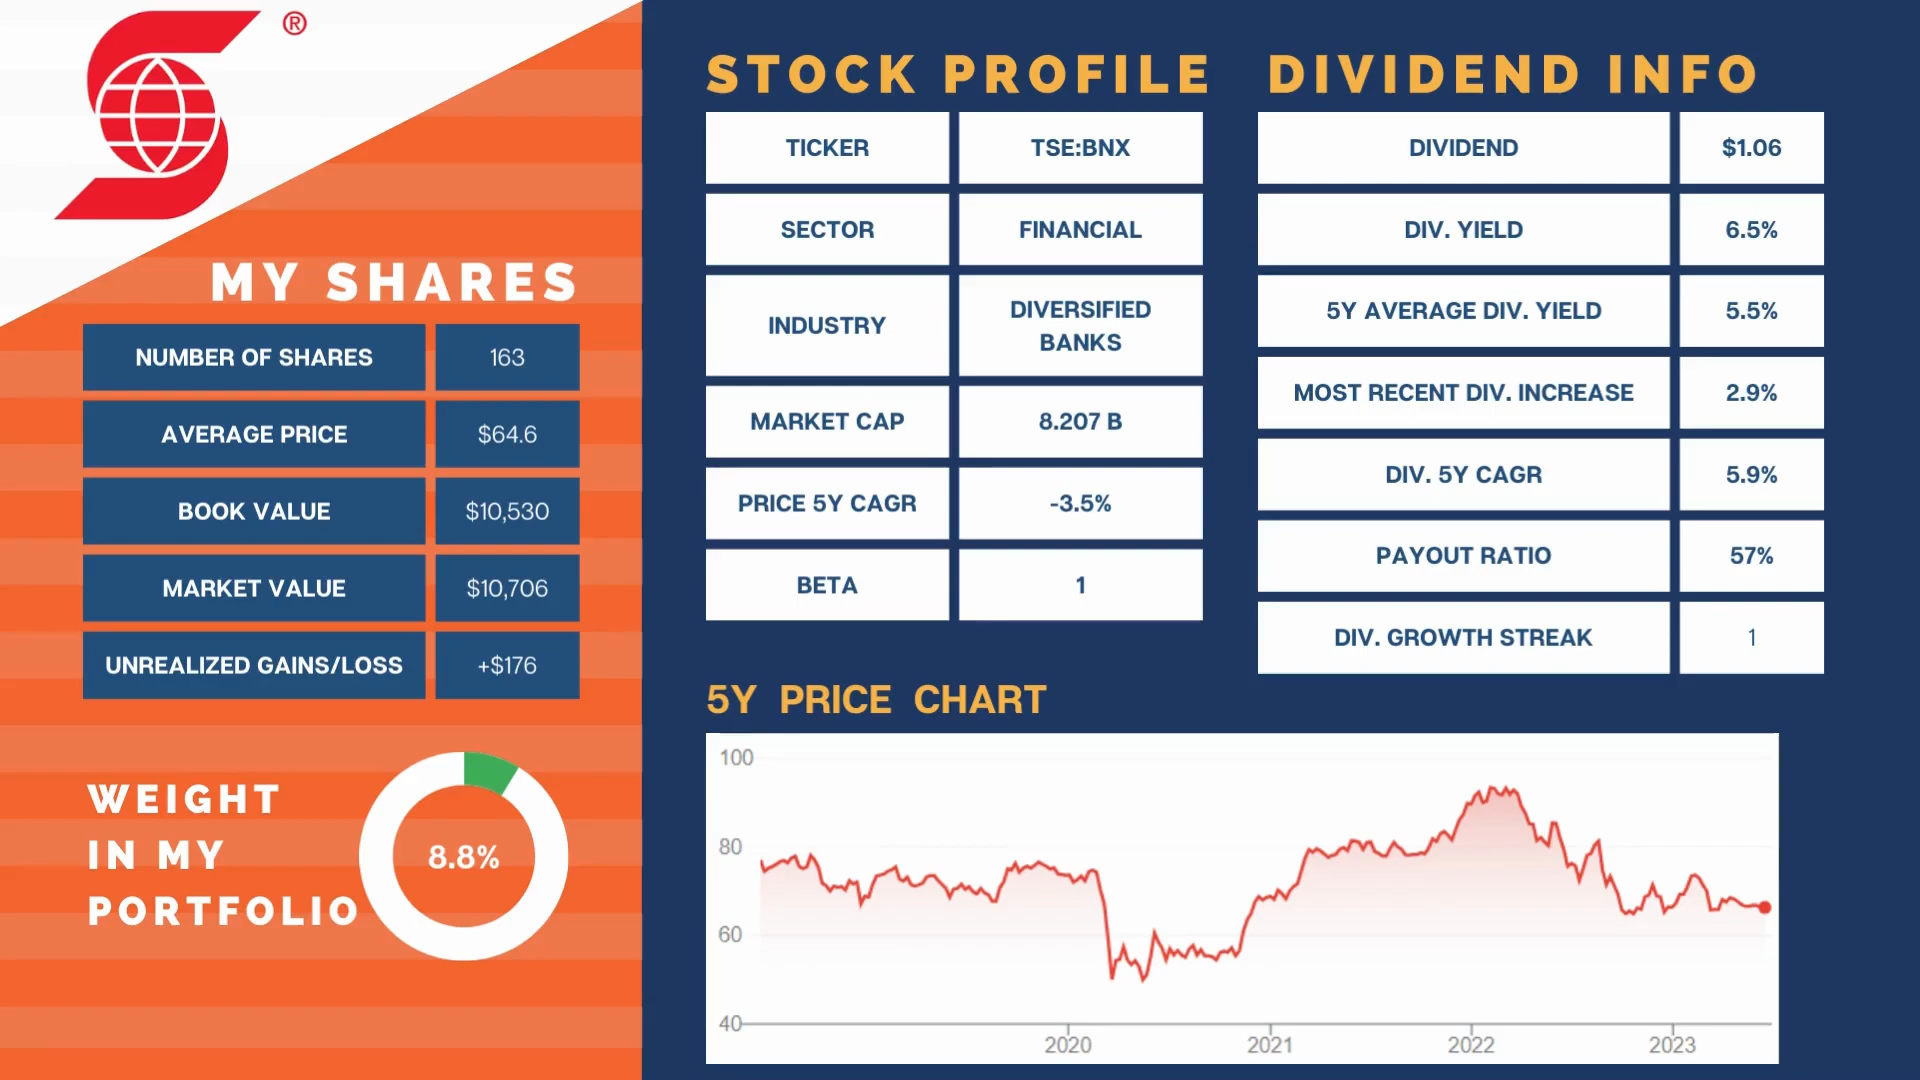 ®
MY SHARES
NUMBER OF SHARES 163
AVERAGE PRICE $64.6
BOOK VALUE $10,530
MARKET VALUE $10,706
UNREALIZED GAINS/LOSS +$176
WEIGHT
IN MY
PORTFOLIO
8.8%
STOCK PROFILE
TICKER TSE:BNX
SECTOR FINANCIAL
INDUSTRY DIVERSIFIED
BANKS
MARKET CAP 8.207 B
PRICE 5Y CAGR -3.5%
BETA 1
DIVIDEND INFO
DIVIDEND $1.06
DIV. YIELD 6.5%
5Y AVERAGE DIV. YIELD 5.5%
MOST RECENT DIV. INCREASE 2.9%
DIV. 5Y CAGR 5.9%
PAYOUT RATIO 57%
DIV. GROWTH STREAK 1
5Y PRICE CHART
100
80
60
40
2020 2021 2022 2023